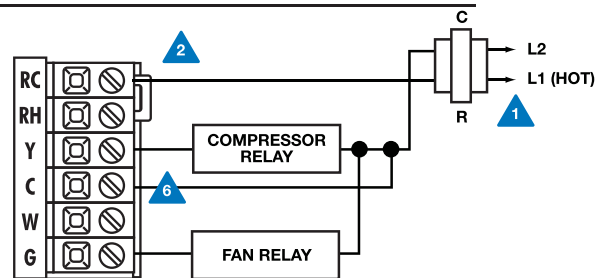 C
L2
2
RC
L1 (HOT)
RH
1
R
COMPRESSOR
RELAY
Y
C
6
W
G
FAN RELAY